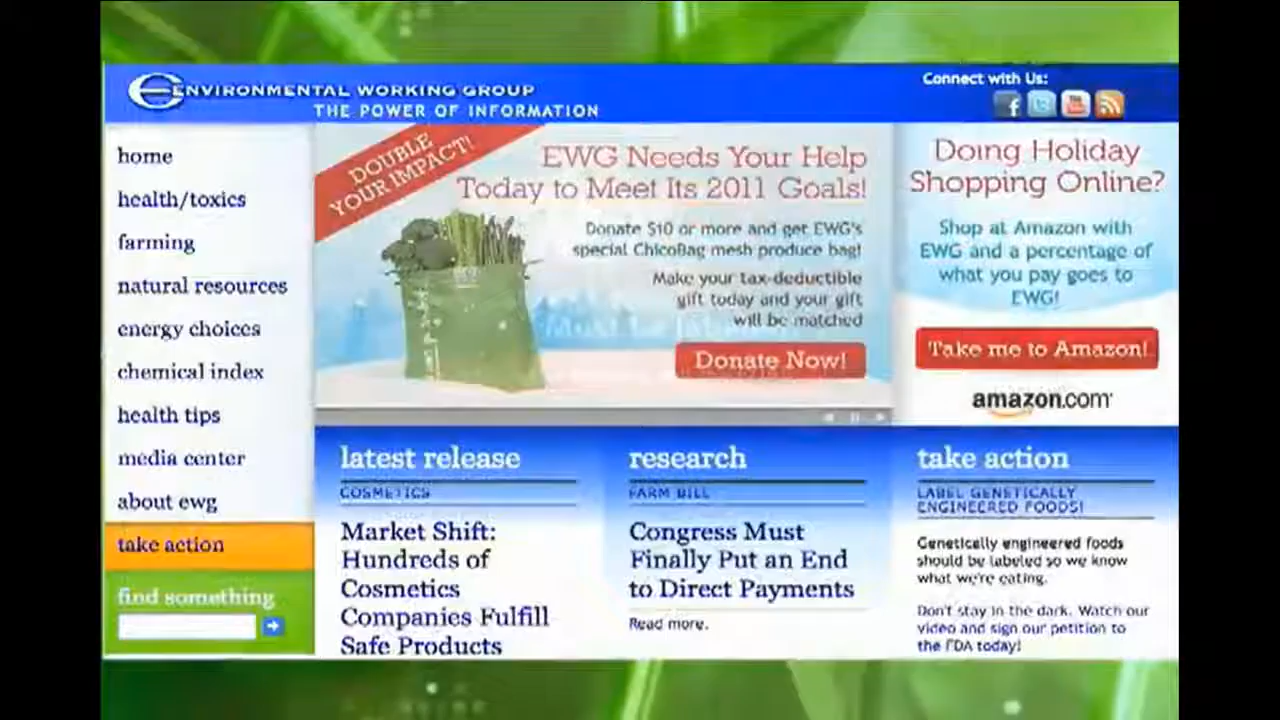 ENVIRONMENTAL WORKING GROUP
THE POWER OF INFORMATION
Connect with Us:
home
health/toxics
farming
natural resources
energy choices
chemical index
health tips
media center
about ewg
take action
find something
DOUBLE
YOUR IMPACT!
EWG Needs Your Help
Today to Meet Its 2011 Goals!
Donate $10 or more and get EWG's
special ChicoBag mesh produce bag!
Make your tax-deductible
gift today and your gift
will be matched
Donate Now!
Doing Holiday
Shopping Online?
Shop at Amazon with
EWG and a percentage of
what you pay goes to
EWG!
Take me to Amazon!
amazon.com
latest release
COSMETICS
Market Shift:
Hundreds of
Cosmetics
Companies Fulfill
Safe Products
research
FARM BILL
Congress Must
Finally Put an End
to Direct Payments
Read more.
take action
LABEL GENETICALLY
ENGINEERED FOODS!
Genetically engineered foods
should be labeled so we know
what we're eating.
Don't stay in the dark. Watch our
video and sign our petition to
the FDA today!